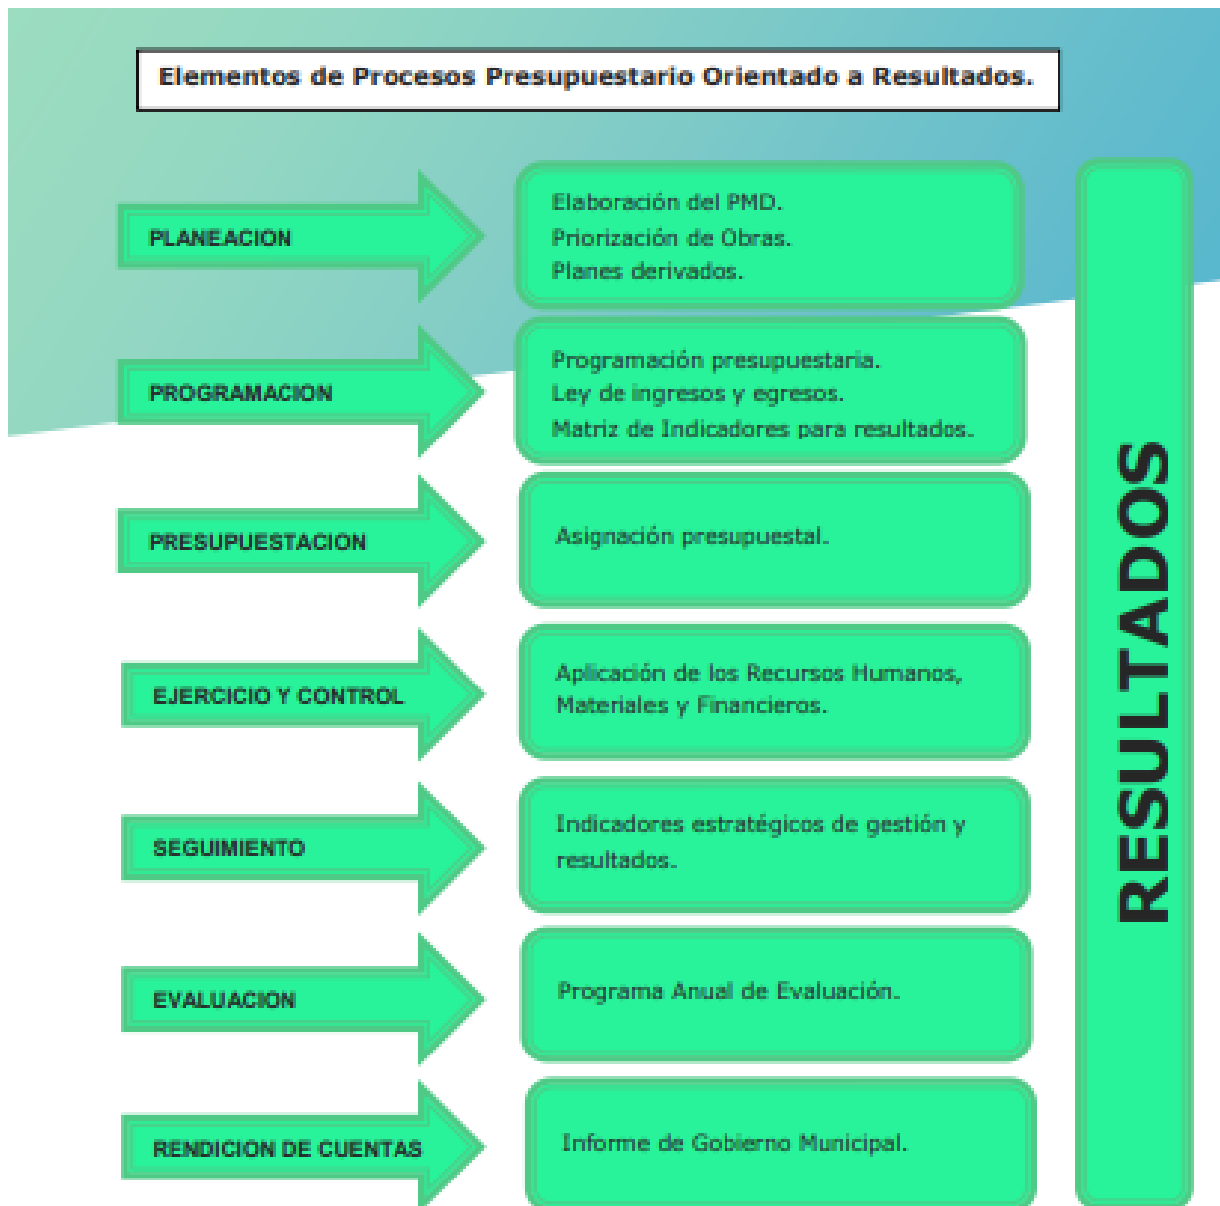 Elementos de Procesos Presupuestario Orientado a Resultados.
PLANEACION
Elaboración del PMD.
Priorización de Obras.
Planes derivados.
PROGRAMACION
Programación presupuestaria.
Ley de ingresos y egresos.
Matriz de Indicadores para resultados.
PRESUPUESTACION
Asignación presupuestal.
EJERCICIO Y CONTROL
Aplicación de los Recursos Humanos,
Materiales y Financieros.
SEGUIMIENTO
Indicadores estratégicos de gestión y
resultados.
EVALUACION
Programa Anual de Evaluación.
RENDICION DE CUENTAS
Informe de Gobierno Municipal.
RESULTADOS